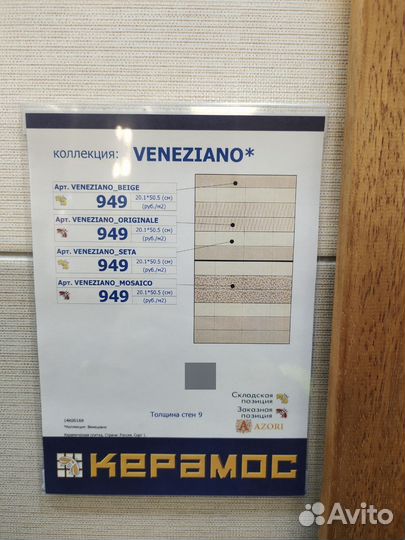 коллекция: VENEZIANO*
Арт. VENEZIANO_BEIGE
949 20.1*50.5 (см) (руб./м2)
Арт. VENEZIANO_ORIGINALE
949 20.1*50.5 (см) (руб./м2)
Арт. VENEZIANO_SETA
949 20.1*50.5 (см) (руб./м2)
Арт. VENEZIANO_MOSAICO
949 20.1*50.5 (см) (руб./м2)
Складская позиция
Заказная позиция
Толщина стен 9
AZORI
КЕРАМОС
Avito